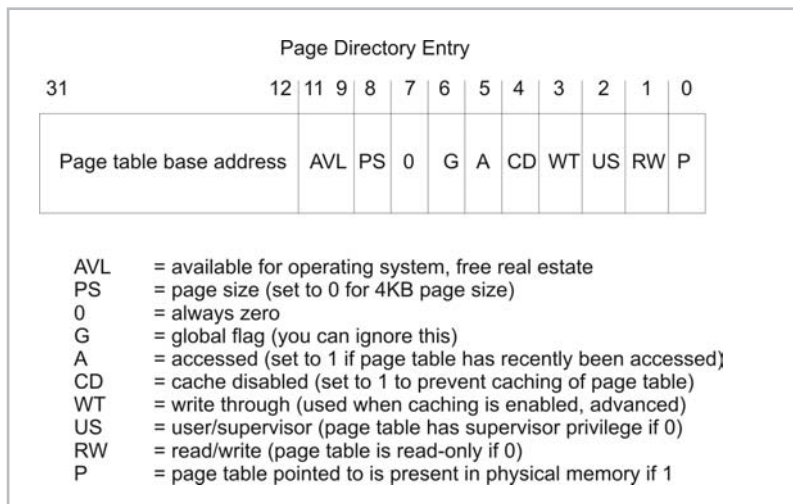 Page Directory Entry
31 12 11 9 8 7 6 5 4 3 2 1 0
Page table base address AVL PS 0 G A CD WT US RW P
AVL = available for operating system, free real estate
PS = page size (set to 0 for 4KB page size)
0 = always zero
G = global flag (you can ignore this)
A = accessed (set to 1 if page table has recently been accessed)
CD = cache disabled (set to 1 to prevent caching of page table)
WT = write through (used when caching is enabled, advanced)
US = user/supervisor (page table has supervisor privilege if 0)
RW = read/write (page table is read-only if 0)
P = page table pointed to is present in physical memory if 1